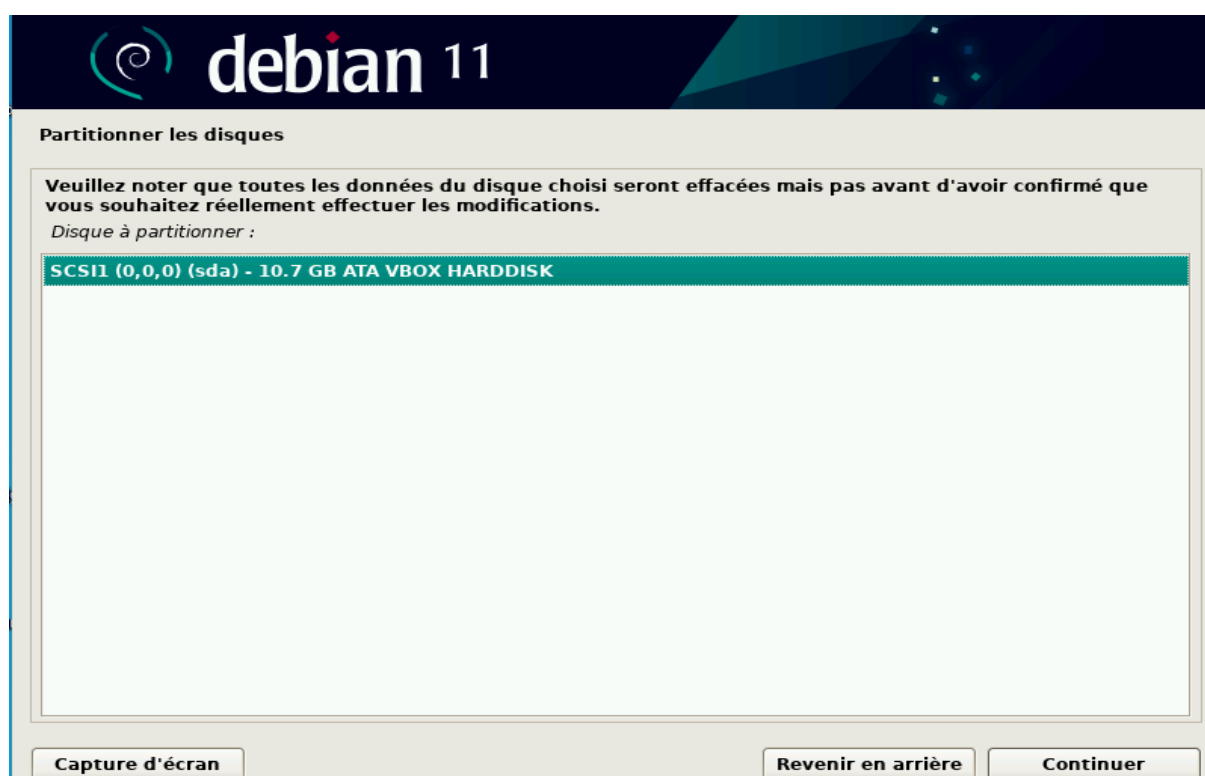 debian 11
Partitionner les disques
Veuillez noter que toutes les données du disque choisi seront effacées mais pas avant d'avoir confirmé que
vous souhaitez réellement effectuer les modifications.
Disque à partitionner :
SCSI1 (0,0,0) (sda) - 10.7 GB ATA VBOX HARDDISK
Capture d'écran
Revenir en arrière
Continuer